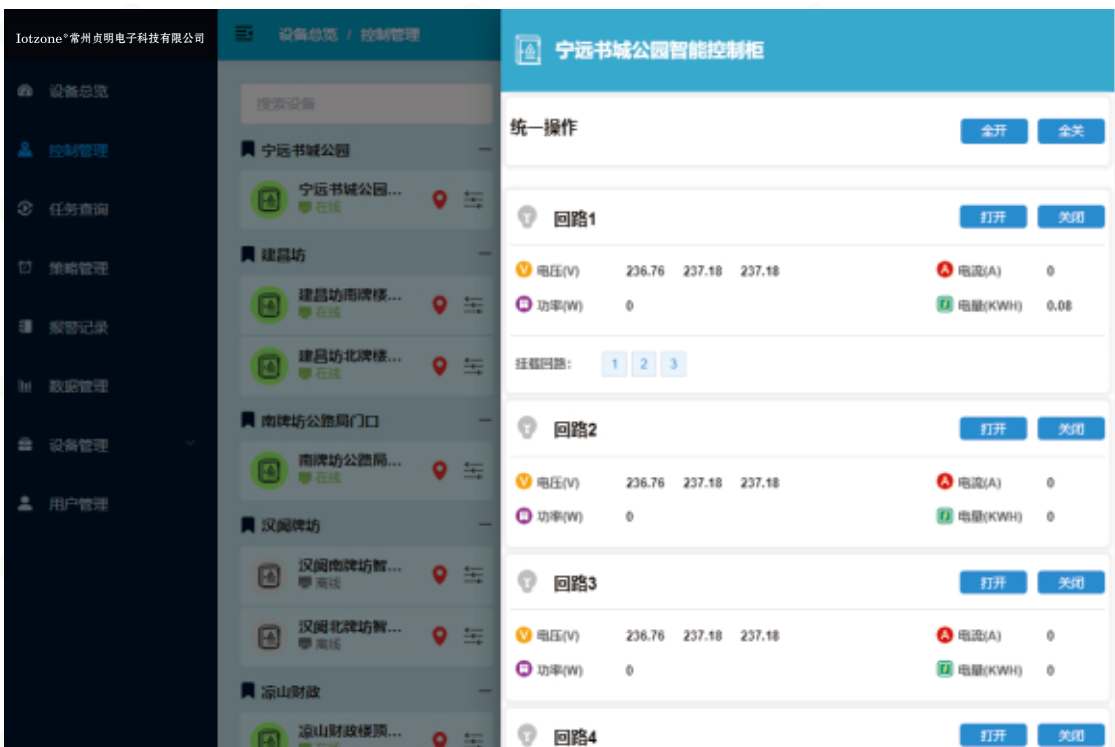 Iotzone®常州贞明电子科技有限公司
设备总览
控制管理
任务查询
策略管理
报警记录
数据管理
设备管理
用户管理
设备总览 / 控制管理
搜索设备
宁远书城公园
宁远书城公园...
在线
建昌坊
建昌坊南牌楼...
在线
建昌坊北牌楼...
在线
南牌坊公路局门口
南牌坊公路局...
在线
汉阙牌坊
汉阙南牌坊智...
离线
汉阙北牌坊智...
离线
凉山财政
凉山财政楼顶...
宁远书城公园智能控制柜
统一操作 全开 全关
回路1 打开 关闭
V 电压(V) 236.76 237.18 237.18 A 电流(A) 0
功率(W) 0 电量(KWH) 0.08
挂载回路: 1 2 3
回路2 打开 关闭
V 电压(V) 236.76 237.18 237.18 A 电流(A) 0
功率(W) 0 电量(KWH) 0
回路3 打开 关闭
V 电压(V) 236.76 237.18 237.18 A 电流(A) 0
功率(W) 0 电量(KWH) 0
回路4 打开 关闭